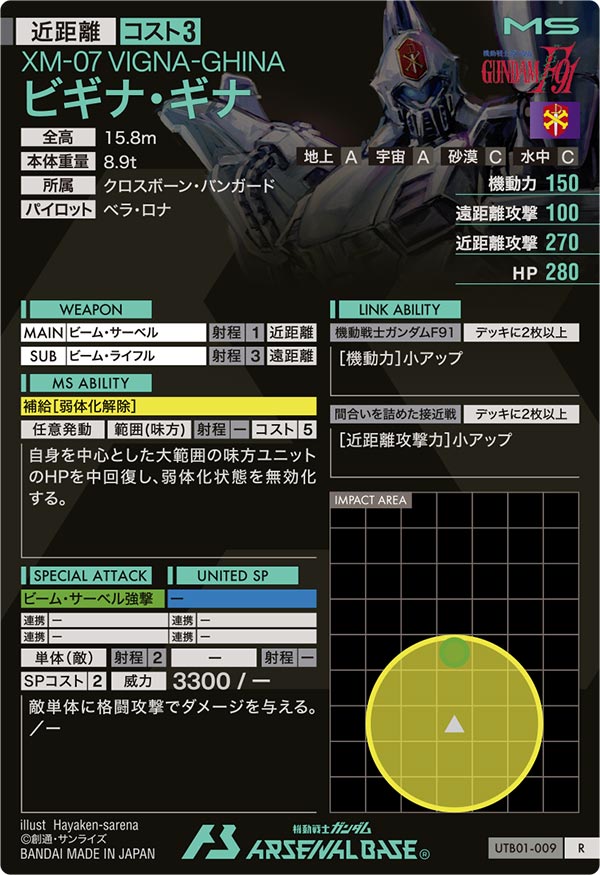 近距離 コスト3 MS
XM-07 VIGNA-GHINA
ビギナ・ギナ
機動戦士ガンダム
GUNDAM F91
全高 15.8m
本体重量 8.9t
所属 クロスボーン・バンガード
パイロット ベラ・ロナ
地上 A 宇宙 A 砂漠 C 水中 C
機動力 150
遠距離攻撃 100
近距離攻撃 270
HP 280
WEAPON
MAIN ビーム・サーベル 射程 1 近距離
SUB ビーム・ライフル 射程 3 遠距離
MS ABILITY
補給[弱体化解除]
任意発動 範囲(味方) 射程 ー コスト 5
自身を中心とした大範囲の味方ユニット
のHPを中回復し、弱体化状態を無効化
する。
LINK ABILITY
機動戦士ガンダムF91 デッキに2枚以上
[機動力]小アップ
間合いを詰めた接近戦 デッキに2枚以上
[近距離攻撃力]小アップ
IMPACT AREA
SPECIAL ATTACK UNITED SP
ビーム・サーベル強撃 ー
連携 ー 連携 ー
連携 ー 連携 ー
単体(敵) 射程 2 ー 射程 ー
SPコスト 2 威力 3300 / ー
敵単体に格闘攻撃でダメージを与える。
/ー
illust Hayaken-sarena
©創通・サンライズ
BANDAI MADE IN JAPAN
機動戦士ガンダム
AB ARSENAL BASE ®
UTB01-009 R